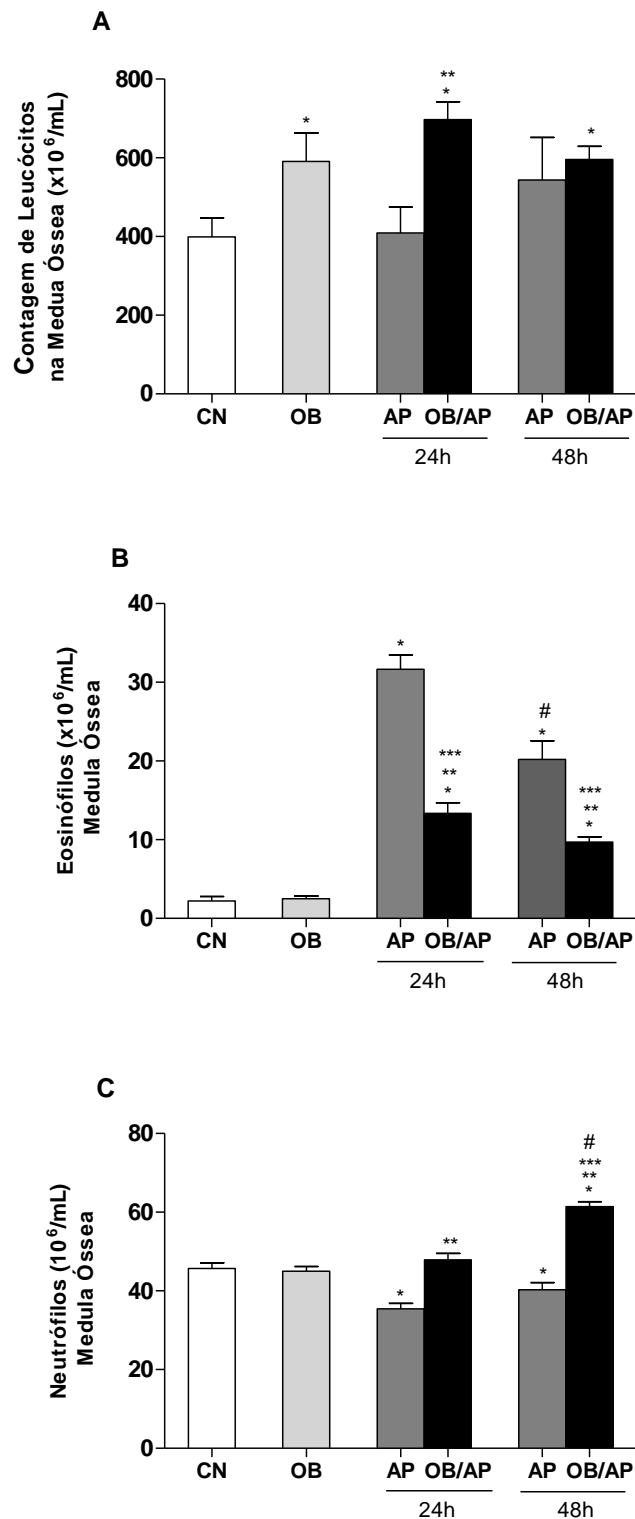 A
Contagem de Leucócitos
na Medua Óssea (x10⁶/mL)
800
600
400
200
0
*
**
*
*
CN OB AP OB/AP AP OB/AP
24h 48h
B
Eosinófilos (x10⁶/mL)
Medula Óssea
40
30
20
10
0
*
***
**
*
#
*
***
**
*
CN OB AP OB/AP AP OB/AP
24h 48h
C
Neutrófilos (10⁶/mL)
Medula Óssea
80
60
40
20
0
*
**
*
#
***
**
*
CN OB AP OB/AP AP OB/AP
24h 48h